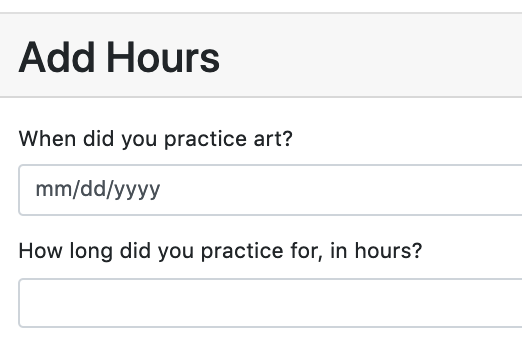 Add Hours
When did you practice art?
mm/dd/yyyy
How long did you practice for, in hours?